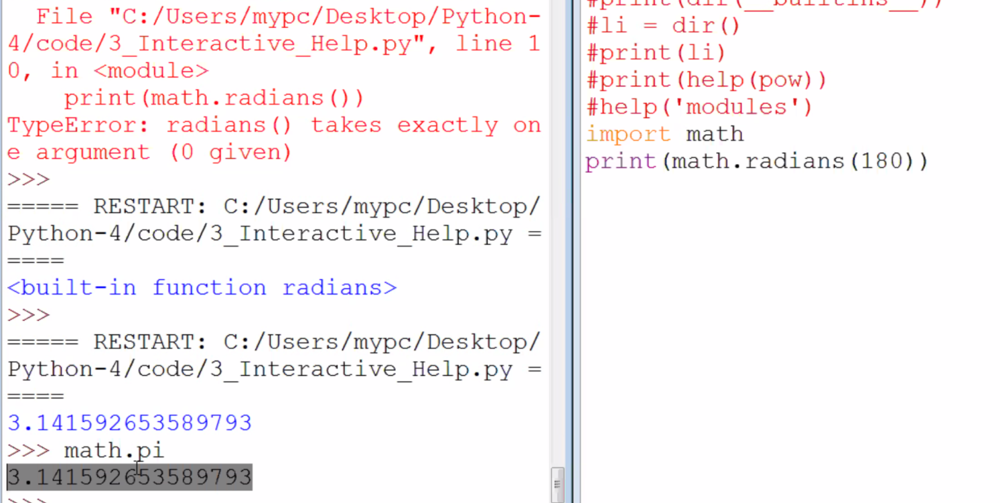 File "C:/Users/mypc/Desktop/Python-
4/code/3_Interactive_Help.py", line 1
0, in <module>
print(math.radians())
TypeError: radians() takes exactly on
e argument (0 given)
>>>
===== RESTART: C:/Users/mypc/Desktop/
Python-4/code/3_Interactive_Help.py =
====
<built-in function radians>
>>>
===== RESTART: C:/Users/mypc/Desktop/
Python-4/code/3_Interactive_Help.py =
====
3.141592653589793
>>> math.pi
3.141592653589793
>>>
#print(dir(__builtins__))
#li = dir()
#print(li)
#print(help(pow))
#help('modules')
import math
print(math.radians(180))